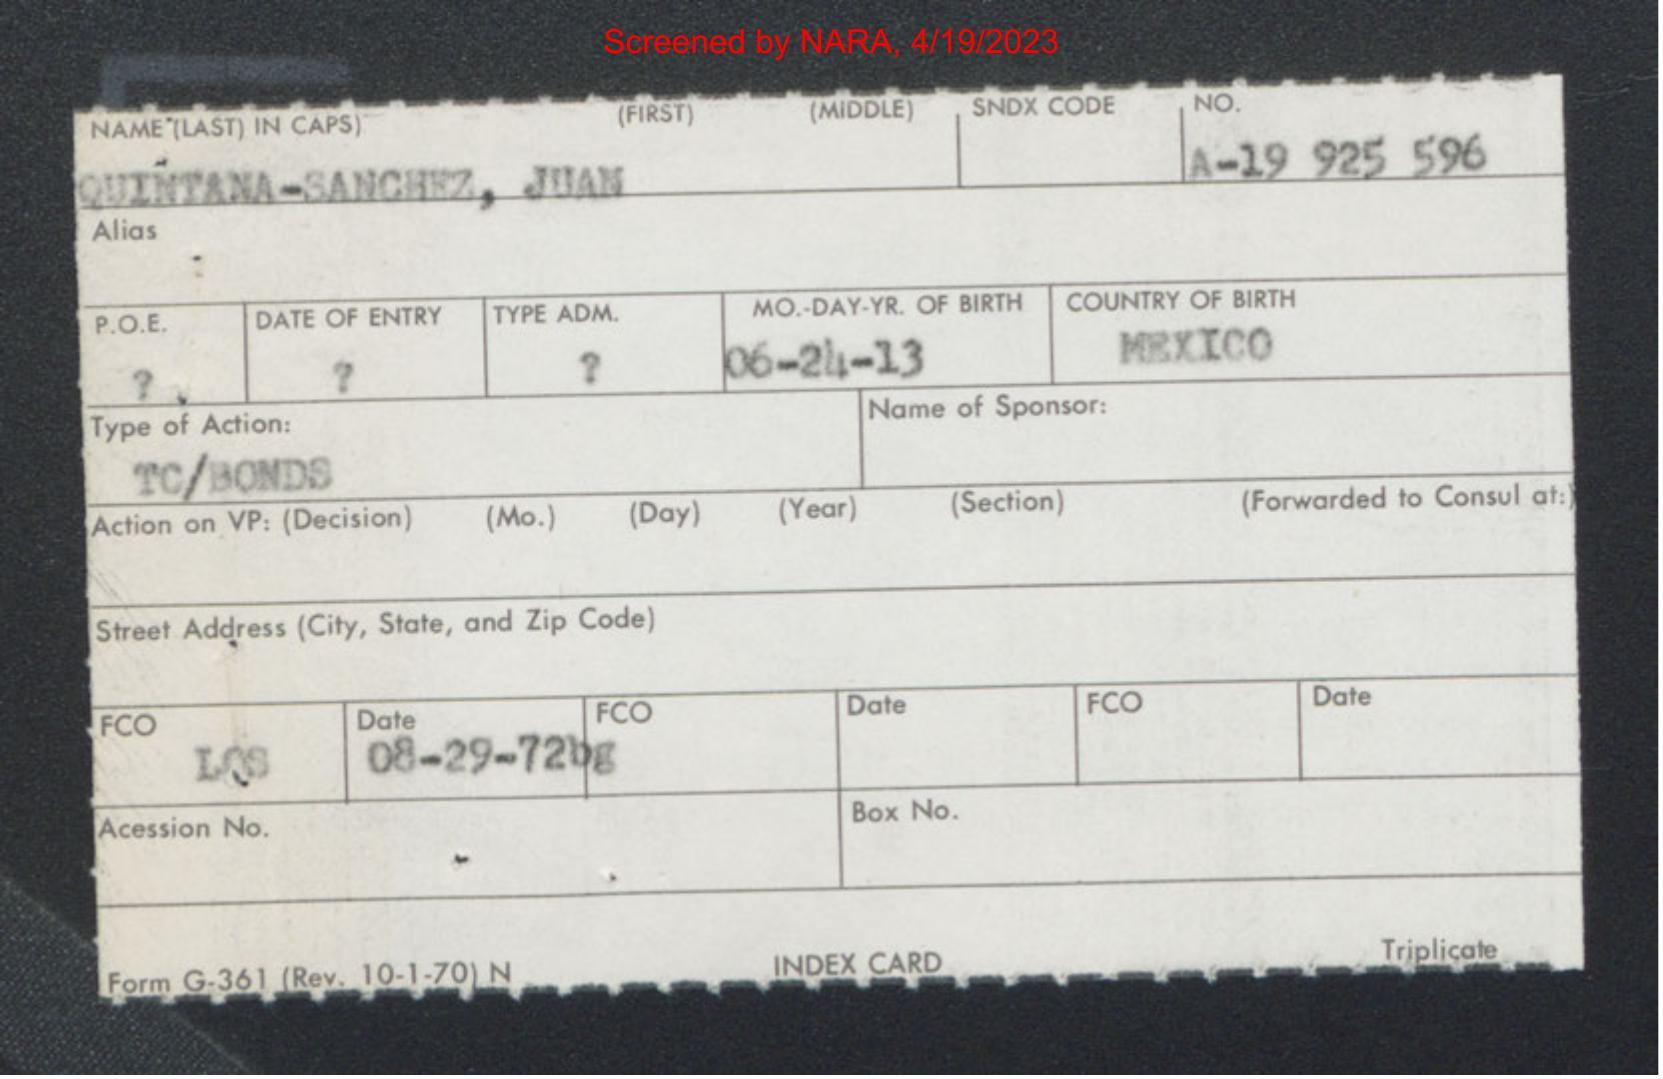 Screened by NARA, 4/19/2023
NAME (LAST) IN CAPS) (FIRST) (MIDDLE) SNDX CODE NO.
QUINTANA-SANCHEZ, JUAN A-19 925 596
Alias
P.O.E. DATE OF ENTRY TYPE ADM. MO.-DAY-YR. OF BIRTH COUNTRY OF BIRTH
? ? ? 06-24-13 MEXICO
Type of Action: Name of Sponsor:
TC/BONDS
Action on VP: (Decision) (Mo.) (Day) (Year) (Section) (Forwarded to Consul at:)
Street Address (City, State, and Zip Code)
FCO Date FCO Date FCO Date
LOS 08-29-72bg
Acession No. Box No.
Form G-361 (Rev. 10-1-70) N INDEX CARD Triplicate